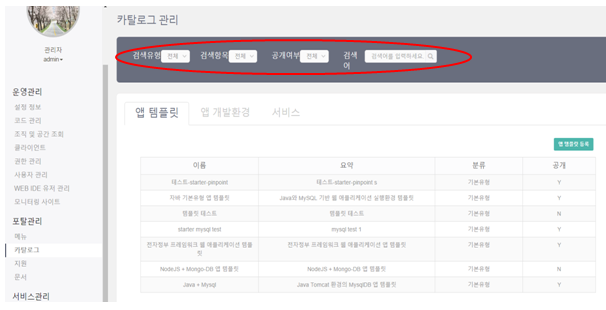 카탈로그 관리
관리자
admin
검색유형 전체 검색항목 전체 공개여부 전체 검색어 검색어를 입력하세요
운영관리
설정 정보
코드 관리
조직 및 공간 조회
클라이언트
권한 관리
사용자 관리
WEB IDE 유저 관리
모니터링 사이트
포탈관리
메뉴
카탈로그
지원
문서
서비스관리
앱 템플릿 앱 개발환경 서비스
앱 템플릿 등록
이름 요약 분류 공개
테스트-starter-pinpoint 테스트-starter-pinpoint s 기본유형 Y
자바 기본유형 앱 템플릿 Java와 MySQL 기반 웹 애플리케이션 실행환경 템플릿 기본유형 Y
템플릿 테스트 템플릿 테스트 기본유형 N
starter mysql test mysql test 1 기본유형 Y
전자정부 프레임워크 웹 애플리케이션 템플릿 전자정부 프레임워크 웹 애플리케이션 앱 템플릿 기본유형 Y
NodeJS + Mongo-DB 앱 템플릿 NodeJS + Mongo-DB 앱 템플릿 기본유형 N
Java + Mysql Java Tomcat 환경의 MysqlDB 앱 템플릿 기본유형 Y